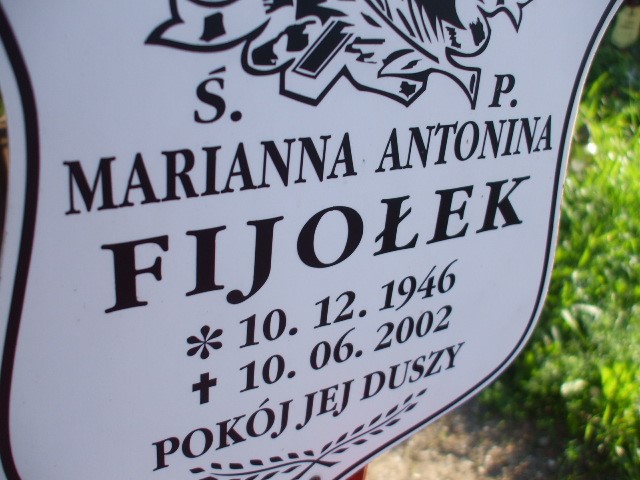 Ś. P.
MARIANNA ANTONINA
FIJOŁEK
* 10. 12. 1946
✝ 10. 06. 2002
POKÓJ JEJ DUSZY